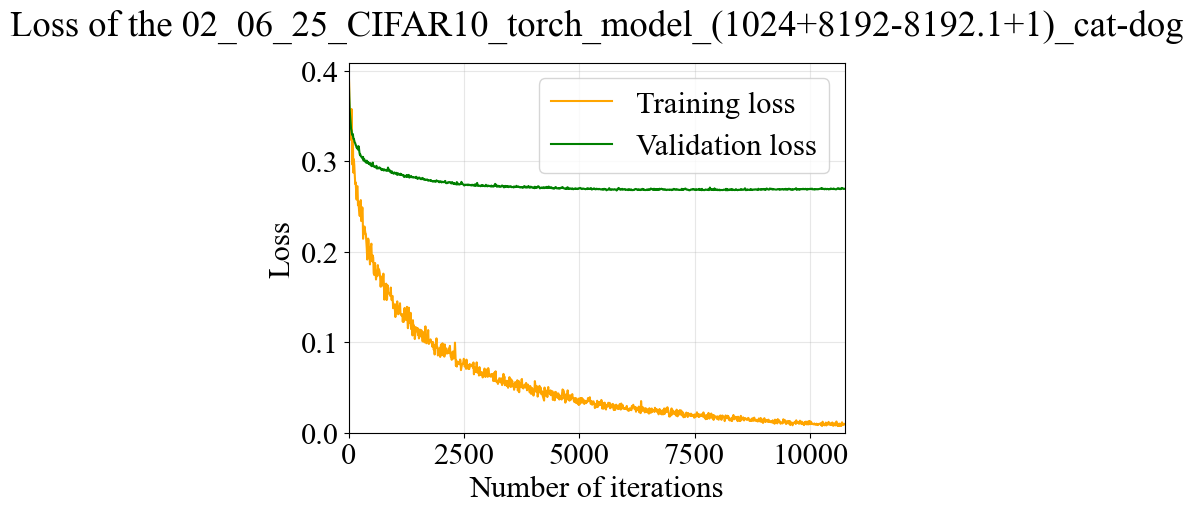 Loss of the 02_06_25_CIFAR10_torch_model_(1024+8192-8192.1+1)_cat-dog
0.4
0.3
0.2
0.1
0.0
Loss
Training loss
Validation loss
0 2500 5000 7500 10000
Number of iterations